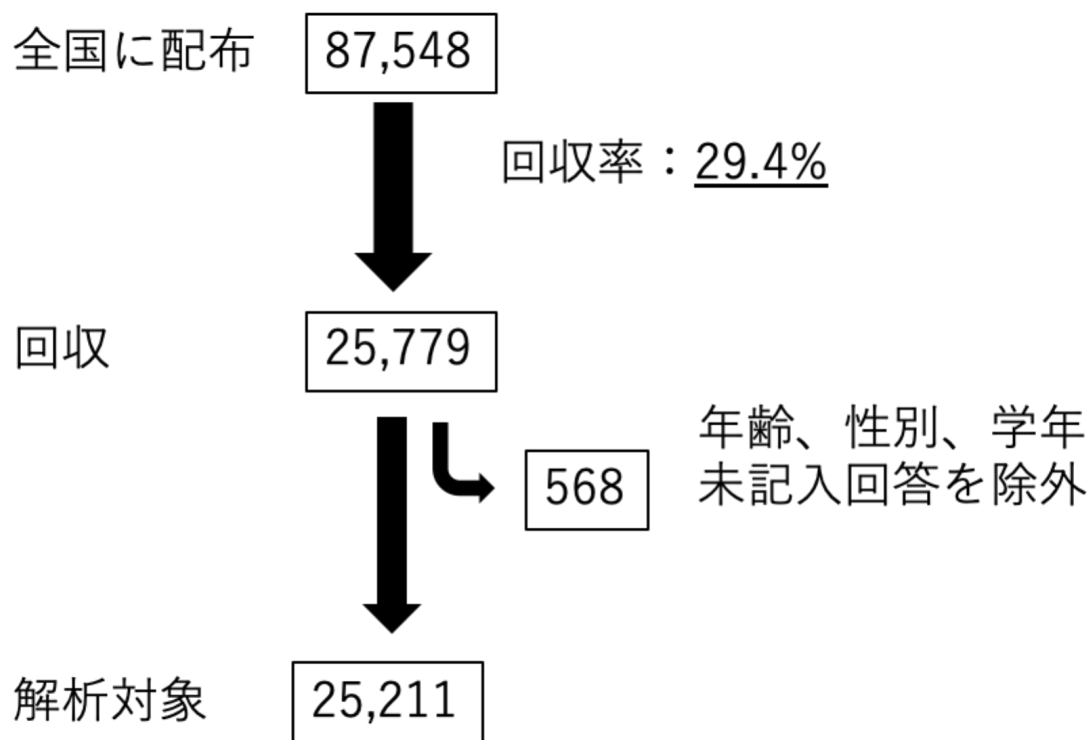 全国に配布
87,548
回収率：29.4%
回収
25,779
年齢、性別、学年
未記入回答を除外
568
解析対象
25,211